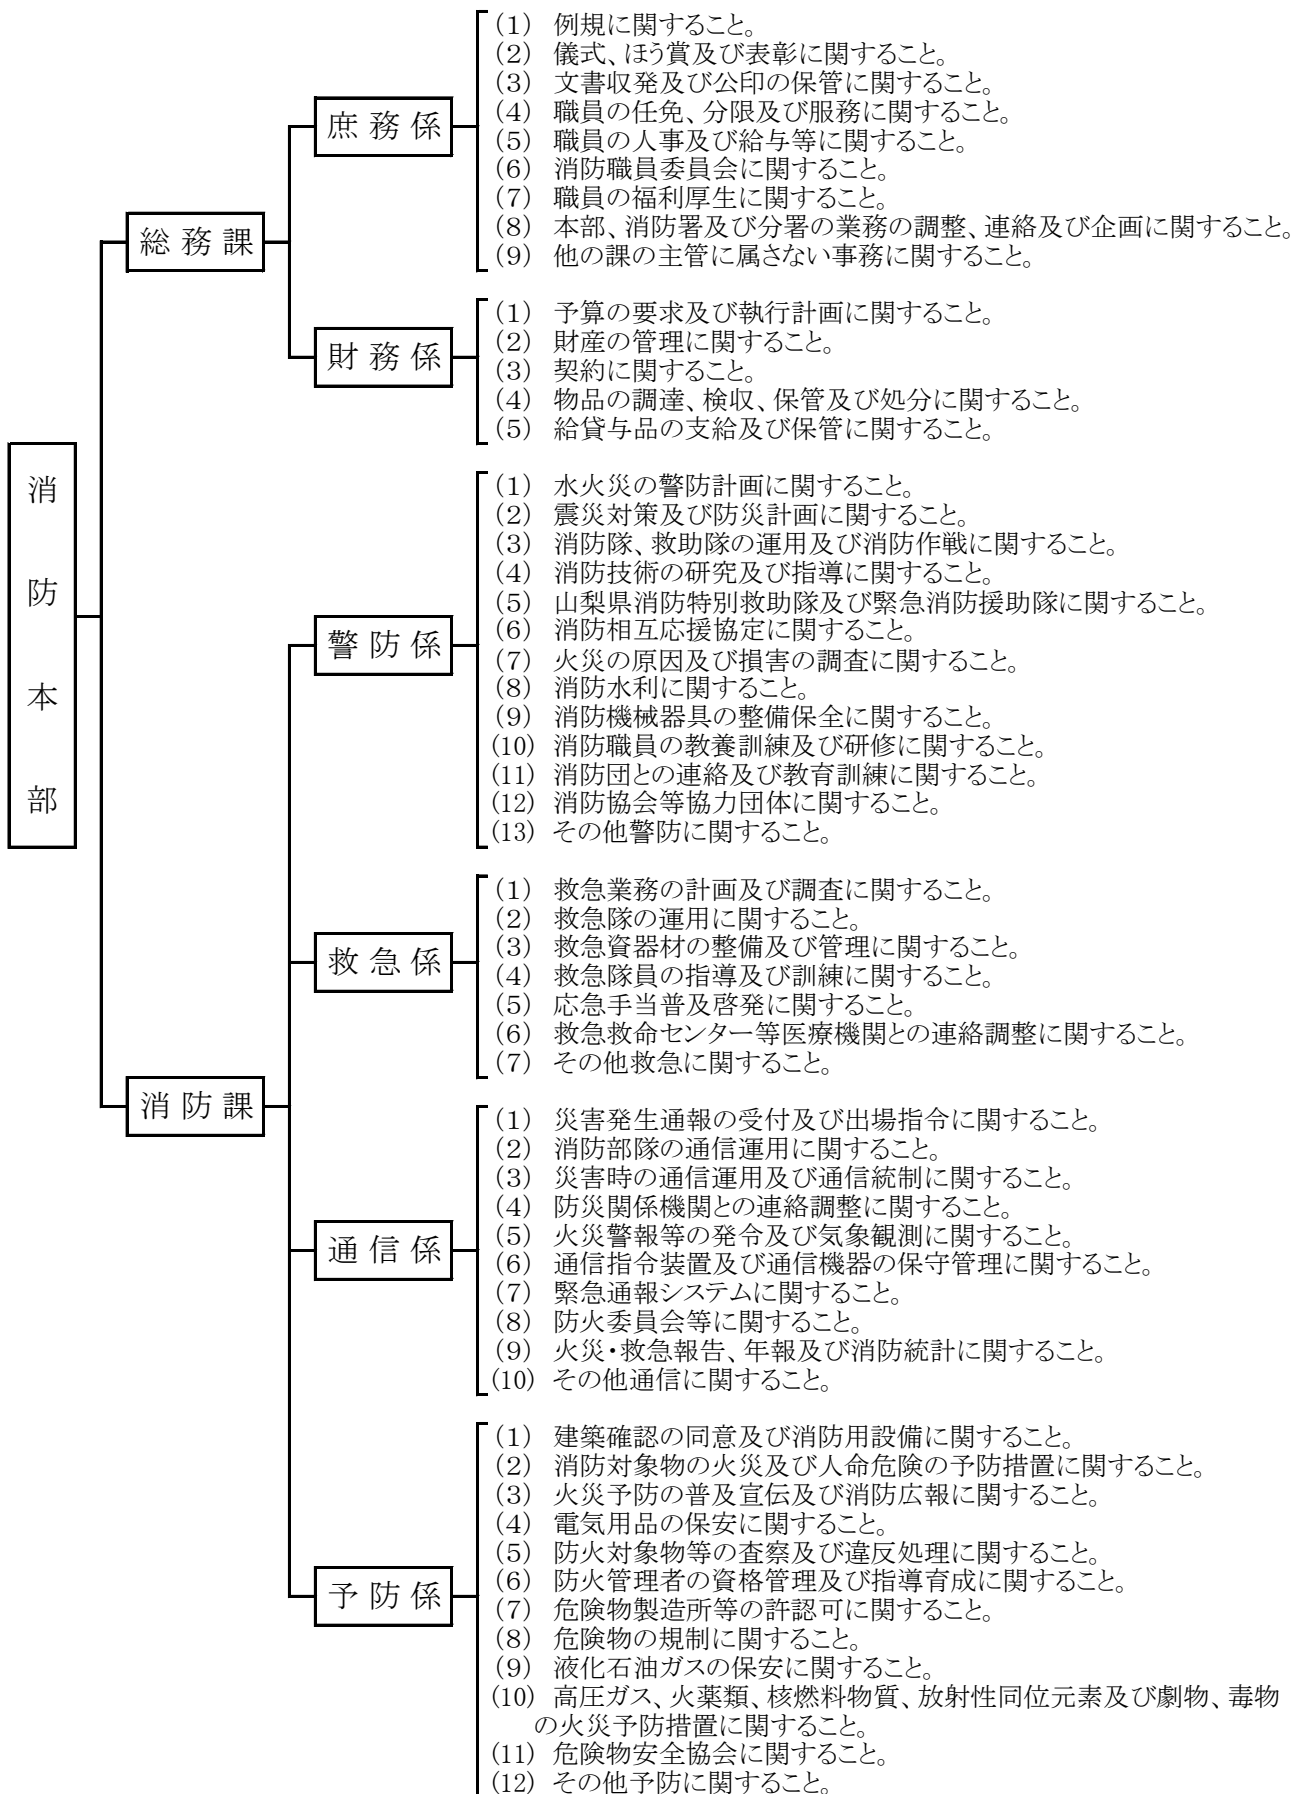 消防本部
総務課
庶務係
(1) 例規に関すること。
(2) 儀式、ほう賞及び表彰に関すること。
(3) 文書収発及び公印の保管に関すること。
(4) 職員の任免、分限及び服務に関すること。
(5) 職員の人事及び給与等に関すること。
(6) 消防職員委員会に関すること。
(7) 職員の福利厚生に関すること。
(8) 本部、消防署及び分署の業務の調整、連絡及び企画に関すること。
(9) 他の課の主管に属さない事務に関すること。
財務係
(1) 予算の要求及び執行計画に関すること。
(2) 財産の管理に関すること。
(3) 契約に関すること。
(4) 物品の調達、検収、保管及び処分に関すること。
(5) 給貸与品の支給及び保管に関すること。
消防課
警防係
(1) 水火災の警防計画に関すること。
(2) 震災対策及び防災計画に関すること。
(3) 消防隊、救助隊の運用及び消防作戦に関すること。
(4) 消防技術の研究及び指導に関すること。
(5) 山梨県消防特別救助隊及び緊急消防援助隊に関すること。
(6) 消防相互応援協定に関すること。
(7) 火災の原因及び損害の調査に関すること。
(8) 消防水利に関すること。
(9) 消防機械器具の整備保全に関すること。
(10) 消防職員の教養訓練及び研修に関すること。
(11) 消防団との連絡及び教育訓練に関すること。
(12) 消防協会等協力団体に関すること。
(13) その他警防に関すること。
救急係
(1) 救急業務の計画及び調査に関すること。
(2) 救急隊の運用に関すること。
(3) 救急資器材の整備及び管理に関すること。
(4) 救急隊員の指導及び訓練に関すること。
(5) 応急手当普及啓発に関すること。
(6) 救急救命センター等医療機関との連絡調整に関すること。
(7) その他救急に関すること。
通信係
(1) 災害発生通報の受付及び出場指令に関すること。
(2) 消防部隊の通信運用に関すること。
(3) 災害時の通信運用及び通信統制に関すること。
(4) 防災関係機関との連絡調整に関すること。
(5) 火災警報等の発令及び気象観測に関すること。
(6) 通信指令装置及び通信機器の保守管理に関すること。
(7) 緊急通報システムに関すること。
(8) 防火委員会等に関すること。
(9) 火災・救急報告、年報及び消防統計に関すること。
(10) その他通信に関すること。
予防係
(1) 建築確認の同意及び消防用設備に関すること。
(2) 消防対象物の火災及び人命危険の予防措置に関すること。
(3) 火災予防の普及宣伝及び消防広報に関すること。
(4) 電気用品の保安に関すること。
(5) 防火対象物等の査察及び違反処理に関すること。
(6) 防火管理者の資格管理及び指導育成に関すること。
(7) 危険物製造所等の許認可に関すること。
(8) 危険物の規制に関すること。
(9) 液化石油ガスの保安に関すること。
(10) 高圧ガス、火薬類、核燃料物質、放射性同位元素及び劇物、毒物
の火災予防措置に関すること。
(11) 危険物安全協会に関すること。
(12) その他予防に関すること。